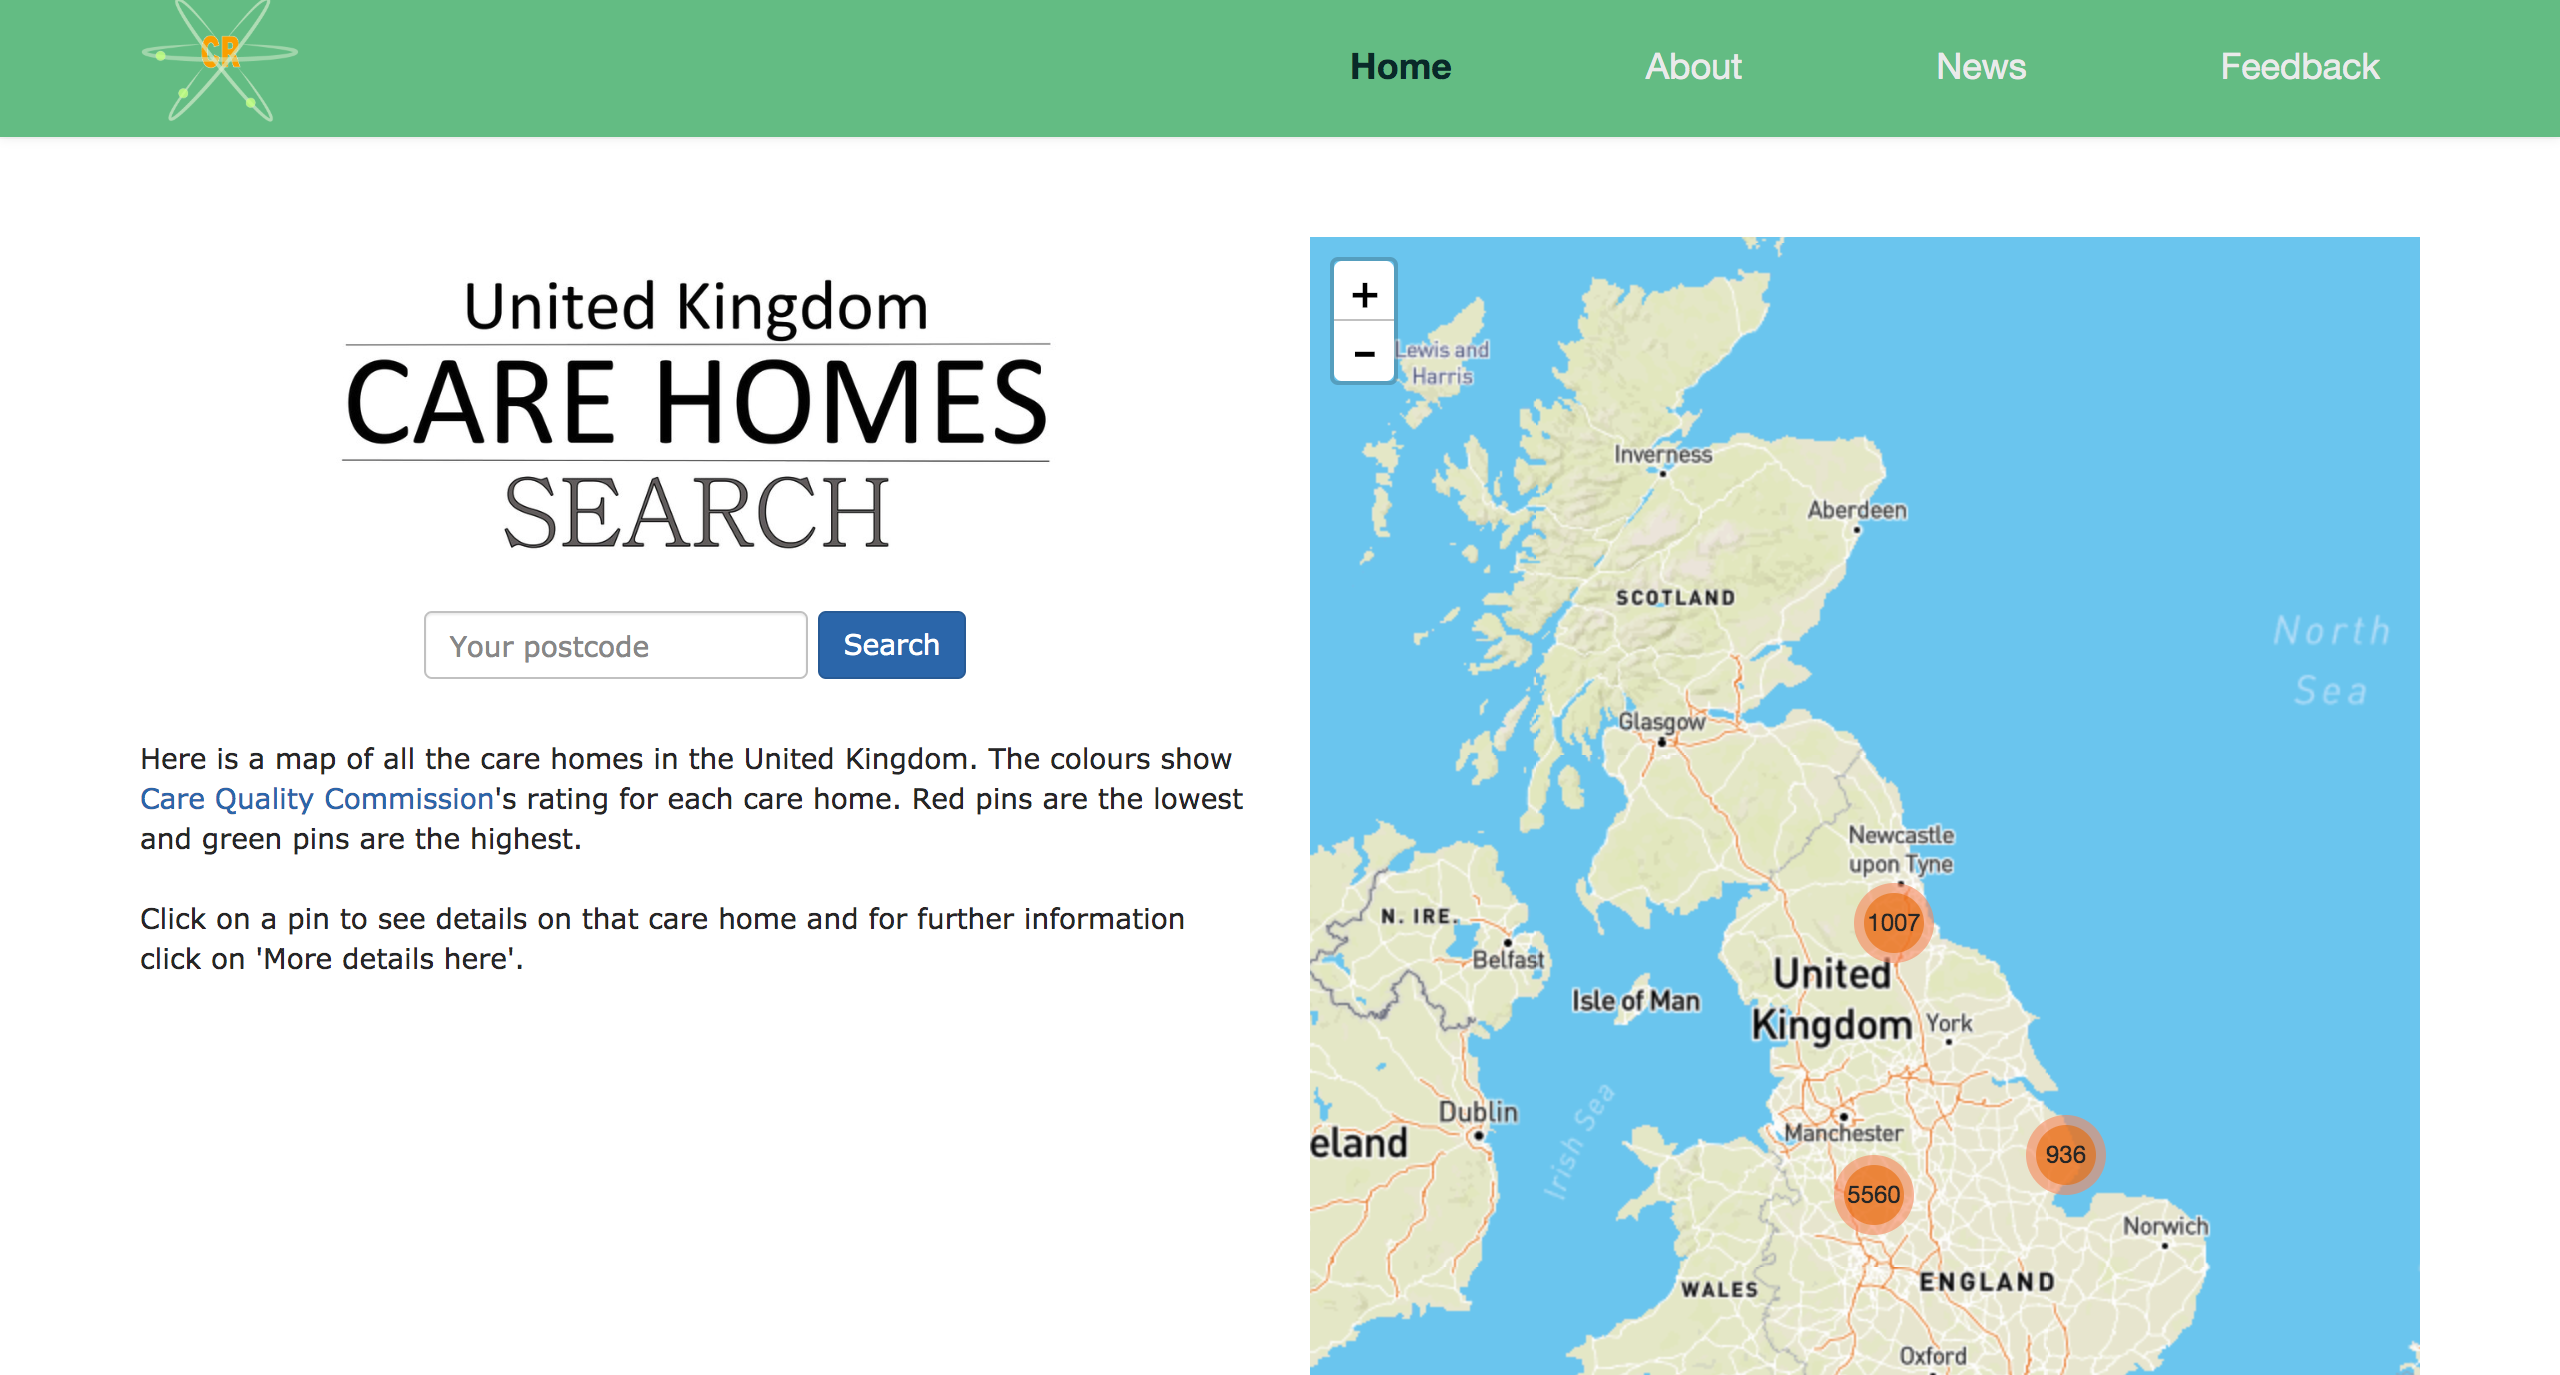 CR
Home
About
News
Feedback
United Kingdom
CARE HOMES
SEARCH
Your postcode
Search
Here is a map of all the care homes in the United Kingdom. The colours show
Care Quality Commission's rating for each care home. Red pins are the lowest
and green pins are the highest.
Click on a pin to see details on that care home and for further information
click on 'More details here'.
+
−
Lewis and
Harris
Inverness
Aberdeen
SCOTLAND
North
Sea
Glasgow
Newcastle
upon Tyne
1007
N. IRE.
Belfast
United
Kingdom
Isle of Man
York
Dublin
eland
Irish Sea
Manchester
936
5560
Norwich
WALES
ENGLAND
Oxford